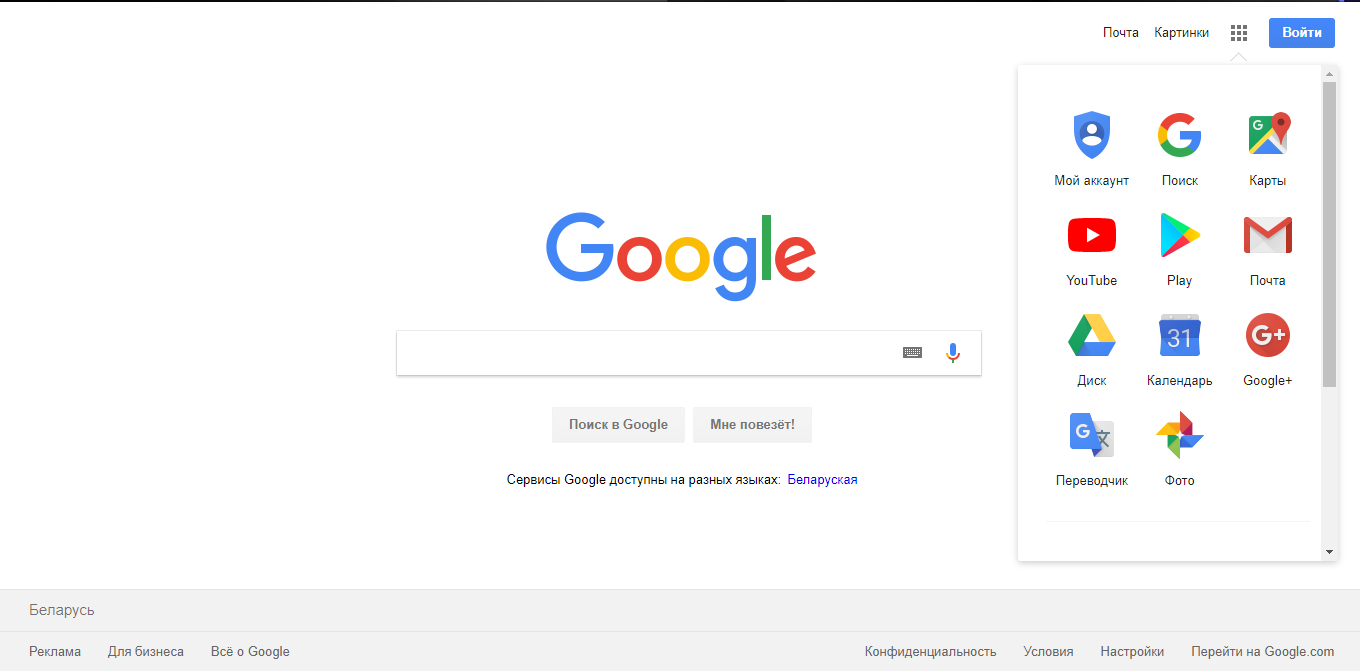 Почта Картинки Войти
Мой аккаунт Поиск Карты
YouTube Play Почта
31 G+
Диск Календарь Google+
G 文
Переводчик Фото
Google
Поиск в Google Мне повезёт!
Сервисы Google доступны на разных языках: Беларуская
Беларусь
Реклама Для бизнеса Всё о Google Конфиденциальность Условия Настройки Перейти на Google.com